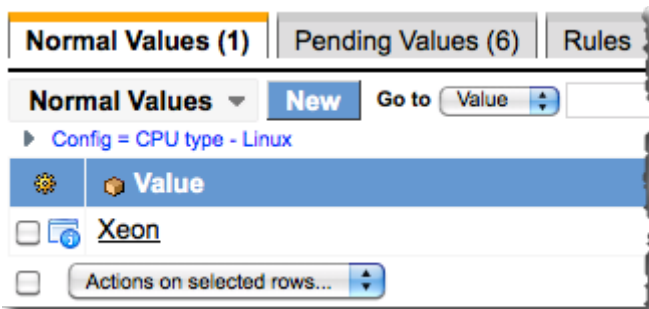 Normal Values (1) Pending Values (6) Rules
Normal Values New Go to Value
Config = CPU type - Linux
Value
Xeon
Actions on selected rows...